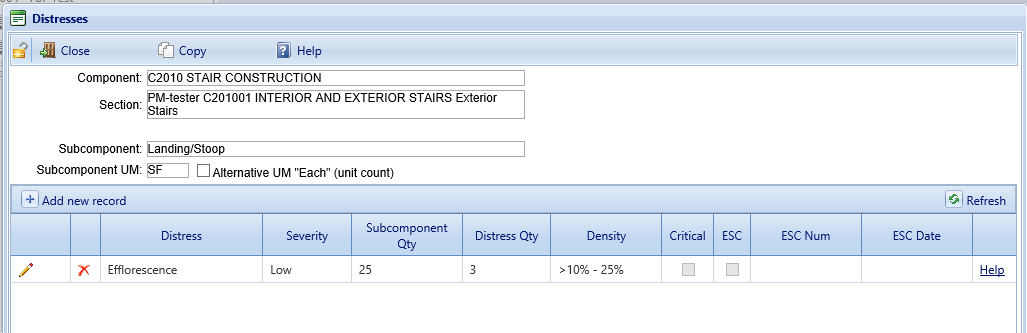 Distresses
Close Copy Help
Component: C2010 STAIR CONSTRUCTION
Section: PM-tester C201001 INTERIOR AND EXTERIOR STAIRS Exterior
Stairs
Subcomponent: Landing/Stoop
Subcomponent UM: SF Alternative UM "Each" (unit count)
Add new record Refresh
Distress Severity Subcomponent Qty Distress Qty Density Critical ESC ESC Num ESC Date
Efflorescence Low 25 3 >10% - 25% Help